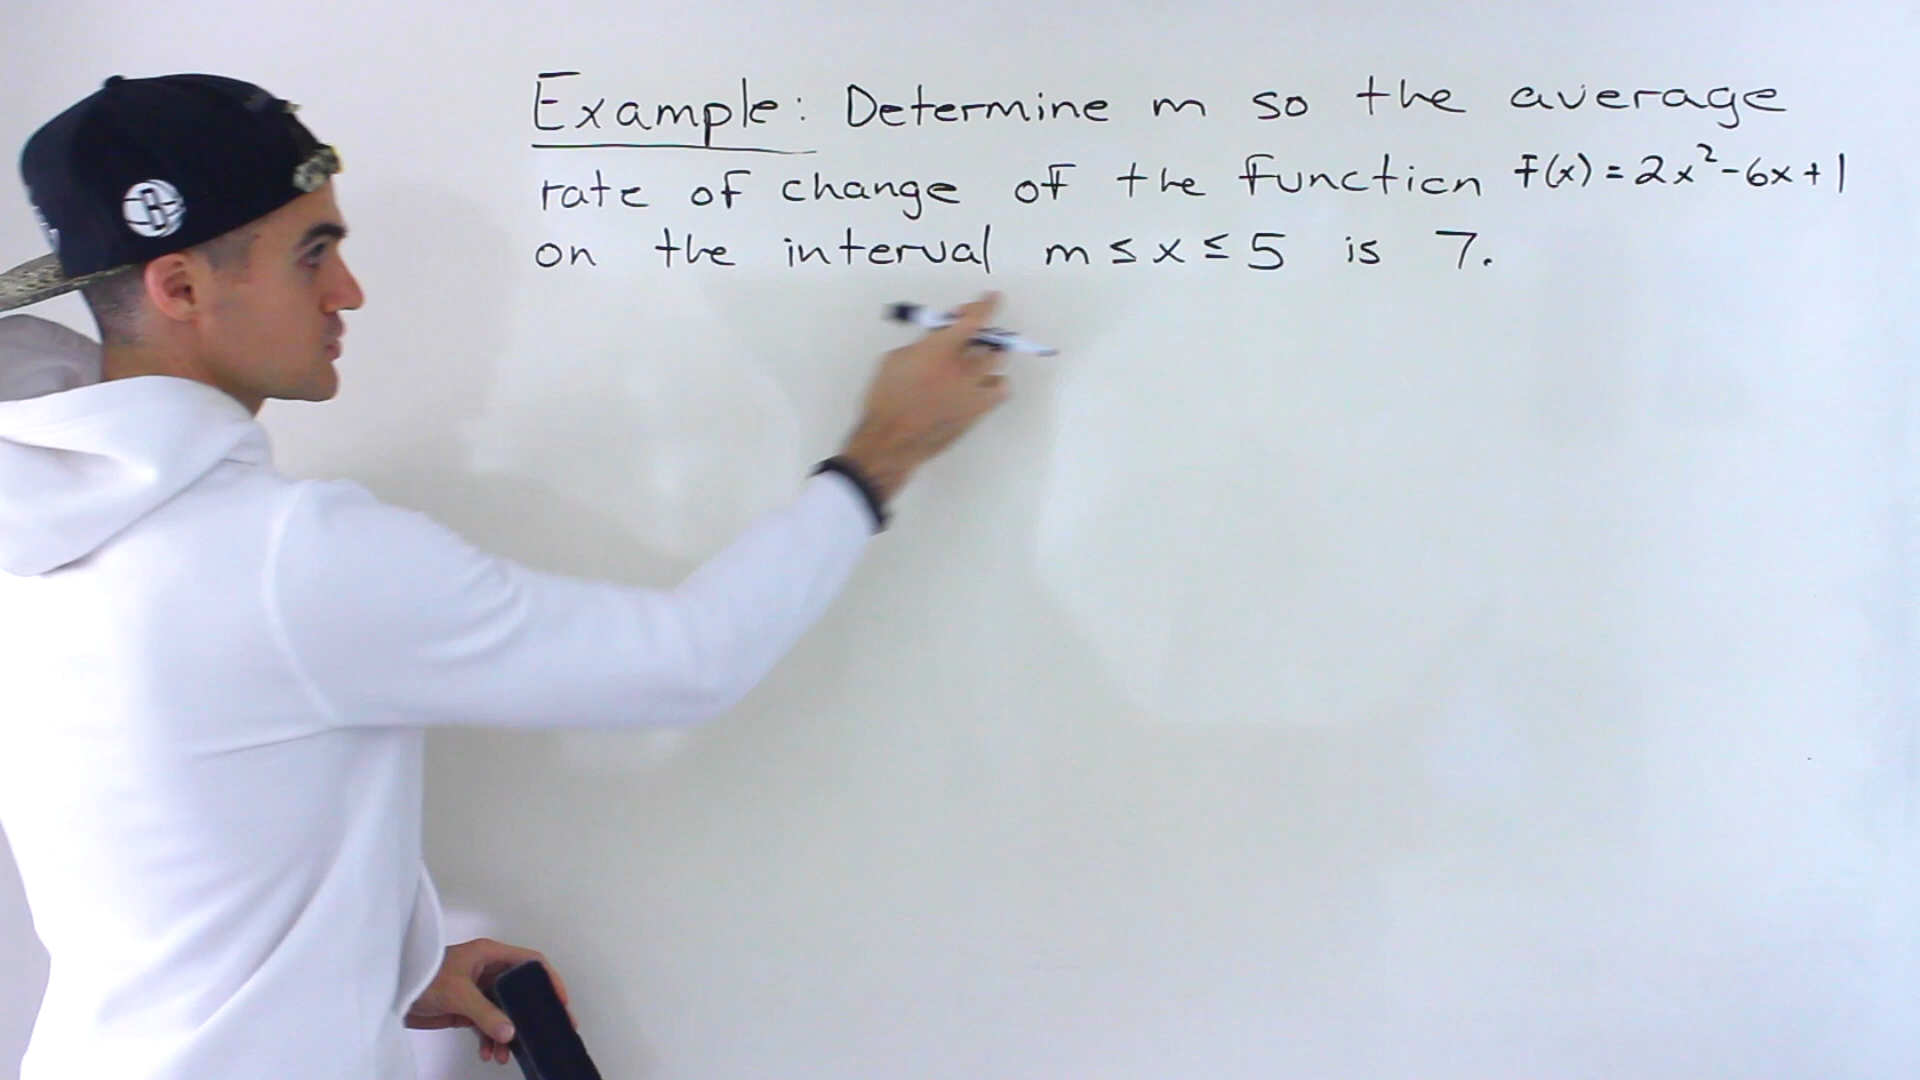 Example: Determine m so the average
rate of change of the function f(x) = 2x² - 6x + 1
on the interval m ≤ x ≤ 5 is 7.
B